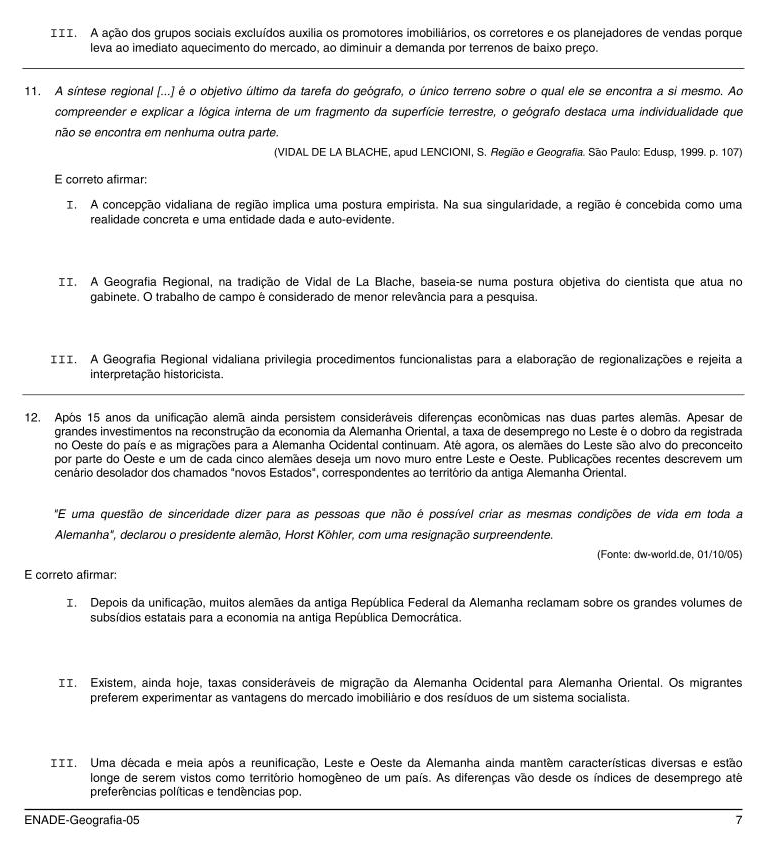 III. A ação dos grupos sociais excluídos auxilia os promotores imobiliários, os corretores e os planejadores de vendas porque
leva ao imediato aquecimento do mercado, ao diminuir a demanda por terrenos de baixo preço.
11. A síntese regional [...] é o objetivo último da tarefa do geógrafo, o único terreno sobre o qual ele se encontra a si mesmo. Ao
compreender e explicar a lógica interna de um fragmento da superfície terrestre, o geógrafo destaca uma individualidade que
não se encontra em nenhuma outra parte.
(VIDAL DE LA BLACHE, apud LENCIONI, S. Região e Geografia. São Paulo: Edusp, 1999. p. 107)
E correto afirmar:
I. A concepção vidaliana de região implica uma postura empirista. Na sua singularidade, a região é concebida como uma
realidade concreta e uma entidade dada e auto-evidente.
II. A Geografia Regional, na tradição de Vidal de La Blache, baseia-se numa postura objetiva do cientista que atua no
gabinete. O trabalho de campo é considerado de menor relevância para a pesquisa.
III. A Geografia Regional vidaliana privilegia procedimentos funcionalistas para a elaboração de regionalizações e rejeita a
interpretação historicista.
12. Após 15 anos da unificação alemã ainda persistem consideráveis diferenças econômicas nas duas partes alemãs. Apesar de
grandes investimentos na reconstrução da economia da Alemanha Oriental, a taxa de desemprego no Leste é o dobro da registrada
no Oeste do país e as migrações para a Alemanha Ocidental continuam. Até agora, os alemães do Leste são alvo do preconceito
por parte do Oeste e um de cada cinco alemães deseja um novo muro entre Leste e Oeste. Publicações recentes descrevem um
cenário desolador dos chamados "novos Estados", correspondentes ao território da antiga Alemanha Oriental.
"E uma questão de sinceridade dizer para as pessoas que não é possível criar as mesmas condições de vida em toda a
Alemanha", declarou o presidente alemão, Horst Köhler, com uma resignação surpreendente.
(Fonte: dw-world.de, 01/10/05)
E correto afirmar:
I. Depois da unificação, muitos alemães da antiga República Federal da Alemanha reclamam sobre os grandes volumes de
subsídios estatais para a economia na antiga República Democrática.
II. Existem, ainda hoje, taxas consideráveis de migração da Alemanha Ocidental para Alemanha Oriental. Os migrantes
preferem experimentar as vantagens do mercado imobiliário e dos resíduos de um sistema socialista.
III. Uma década e meia após a reunificação, Leste e Oeste da Alemanha ainda mantêm características diversas e estão
longe de serem vistos como território homogêneo de um país. As diferenças vão desde os índices de desemprego até
preferências políticas e tendências pop.
ENADE-Geografia-05 7